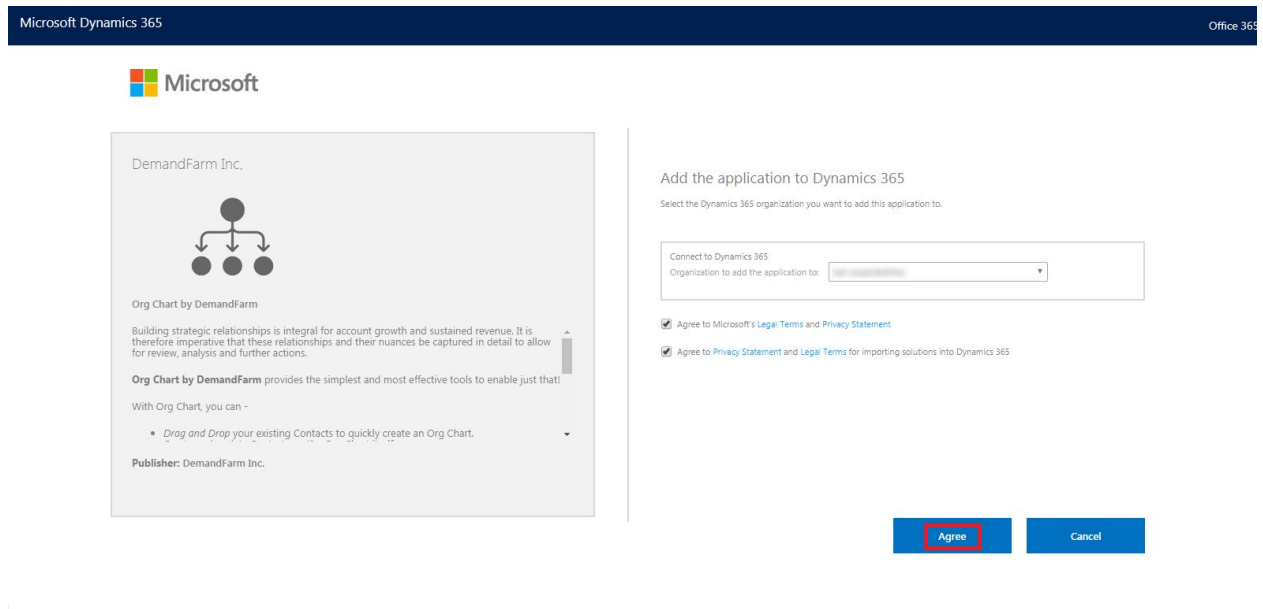 Microsoft Dynamics 365
Office 365
Microsoft
DemandFarm Inc.
Org Chart by DemandFarm
Building strategic relationships is integral for account growth and sustained revenue. It is
therefore imperative that these relationships and their nuances be captured in detail to allow
for review, analysis and further actions.
Org Chart by DemandFarm provides the simplest and most effective tools to enable just that!
With Org Chart, you can -
• Drag and Drop your existing Contacts to quickly create an Org Chart.
Publisher: DemandFarm Inc.
Add the application to Dynamics 365
Select the Dynamics 365 organization you want to add this application to.
Connect to Dynamics 365
Organization to add the application to:
Agree to Microsoft's Legal Terms and Privacy Statement
Agree to Privacy Statement and Legal Terms for importing solutions into Dynamics 365
Agree
Cancel